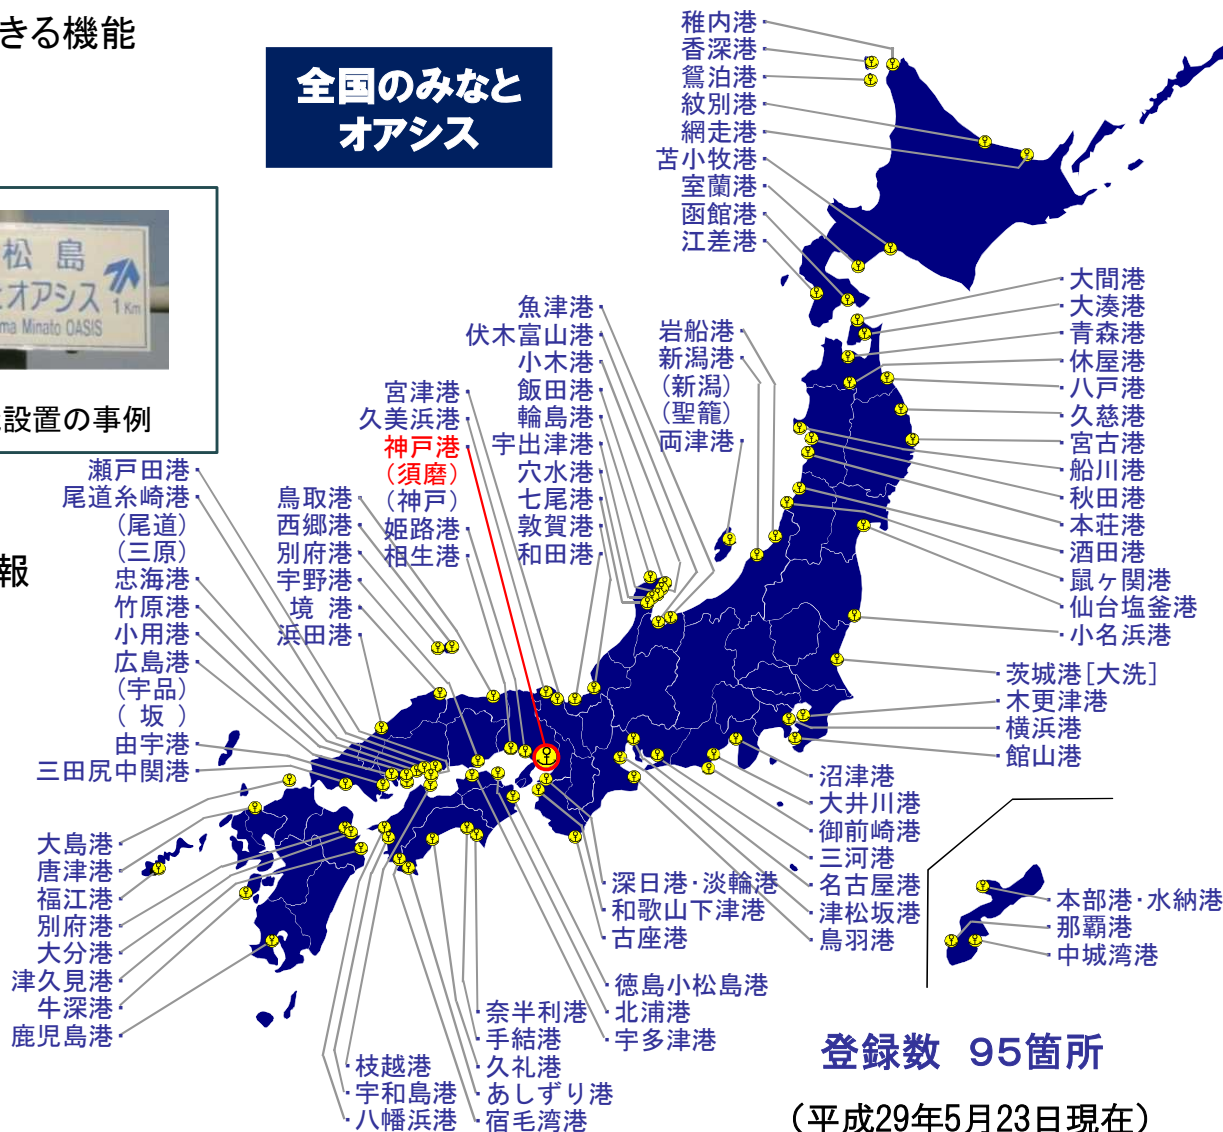 きる機能
全国のみなと
オアシス
松島
とオアシス
1Km
ma Minato OASIS
設置の事例
報
稚内港
香深港
鴛泊港
紋別港
網走港
苫小牧港
室蘭港
函館港
江差港
大間港
大湊港
青森港
休屋港
八戸港
久慈港
宮古港
船川港
秋田港
本荘港
酒田港
鼠ヶ関港
仙台塩釜港
小名浜港
茨城港[大洗]
木更津港
横浜港
館山港
岩船港
新潟港
(新潟)
(聖籠)
両津港
魚津港
伏木富山港
小木港
飯田港
輪島港
宇出津港
穴水港
七尾港
敦賀港
和田港
宮津港
久美浜港
神戸港
(須磨)
(神戸)
姫路港
相生港
鳥取港
西郷港
別府港
宇野港
境 港
浜田港
瀬戸田港
尾道糸崎港
(尾道)
(三原)
忠海港
竹原港
小用港
広島港
(宇品)
( 坂 )
由宇港
三田尻中関港
大島港
唐津港
福江港
別府港
大分港
津久見港
牛深港
鹿児島港
枝越港
宇和島港
八幡浜港
奈半利港
手結港
久礼港
あしずり港
宿毛湾港
徳島小松島港
北浦港
宇多津港
深日港・淡輪港
和歌山下津港
古座港
沼津港
大井川港
御前崎港
三河港
名古屋港
津松坂港
鳥羽港
本部港・水納港
那覇港
中城湾港
登録数 95箇所
(平成29年5月23日現在)